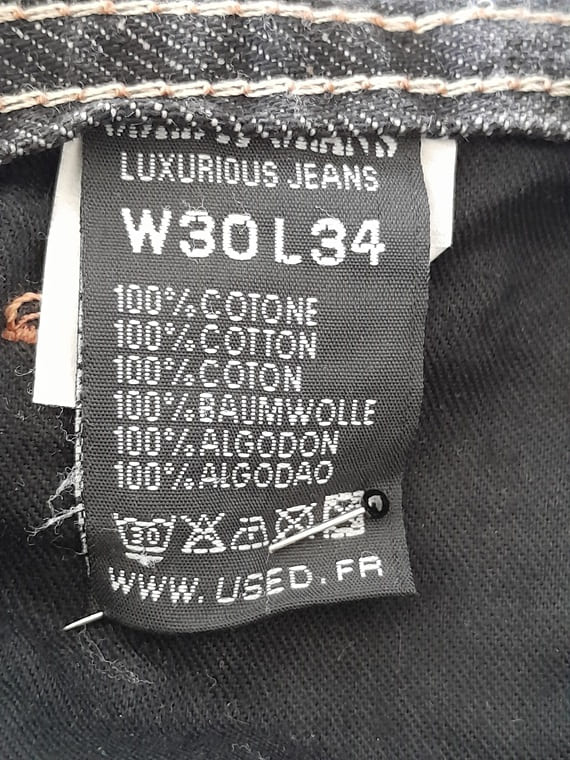 LUXURIOUS JEANS
W30 L34
100% COTONE
100% COTTON
100% COTON
100% BAUMWOLLE
100% ALGODON
100% ALGODAO
30
WWW.USED.FR